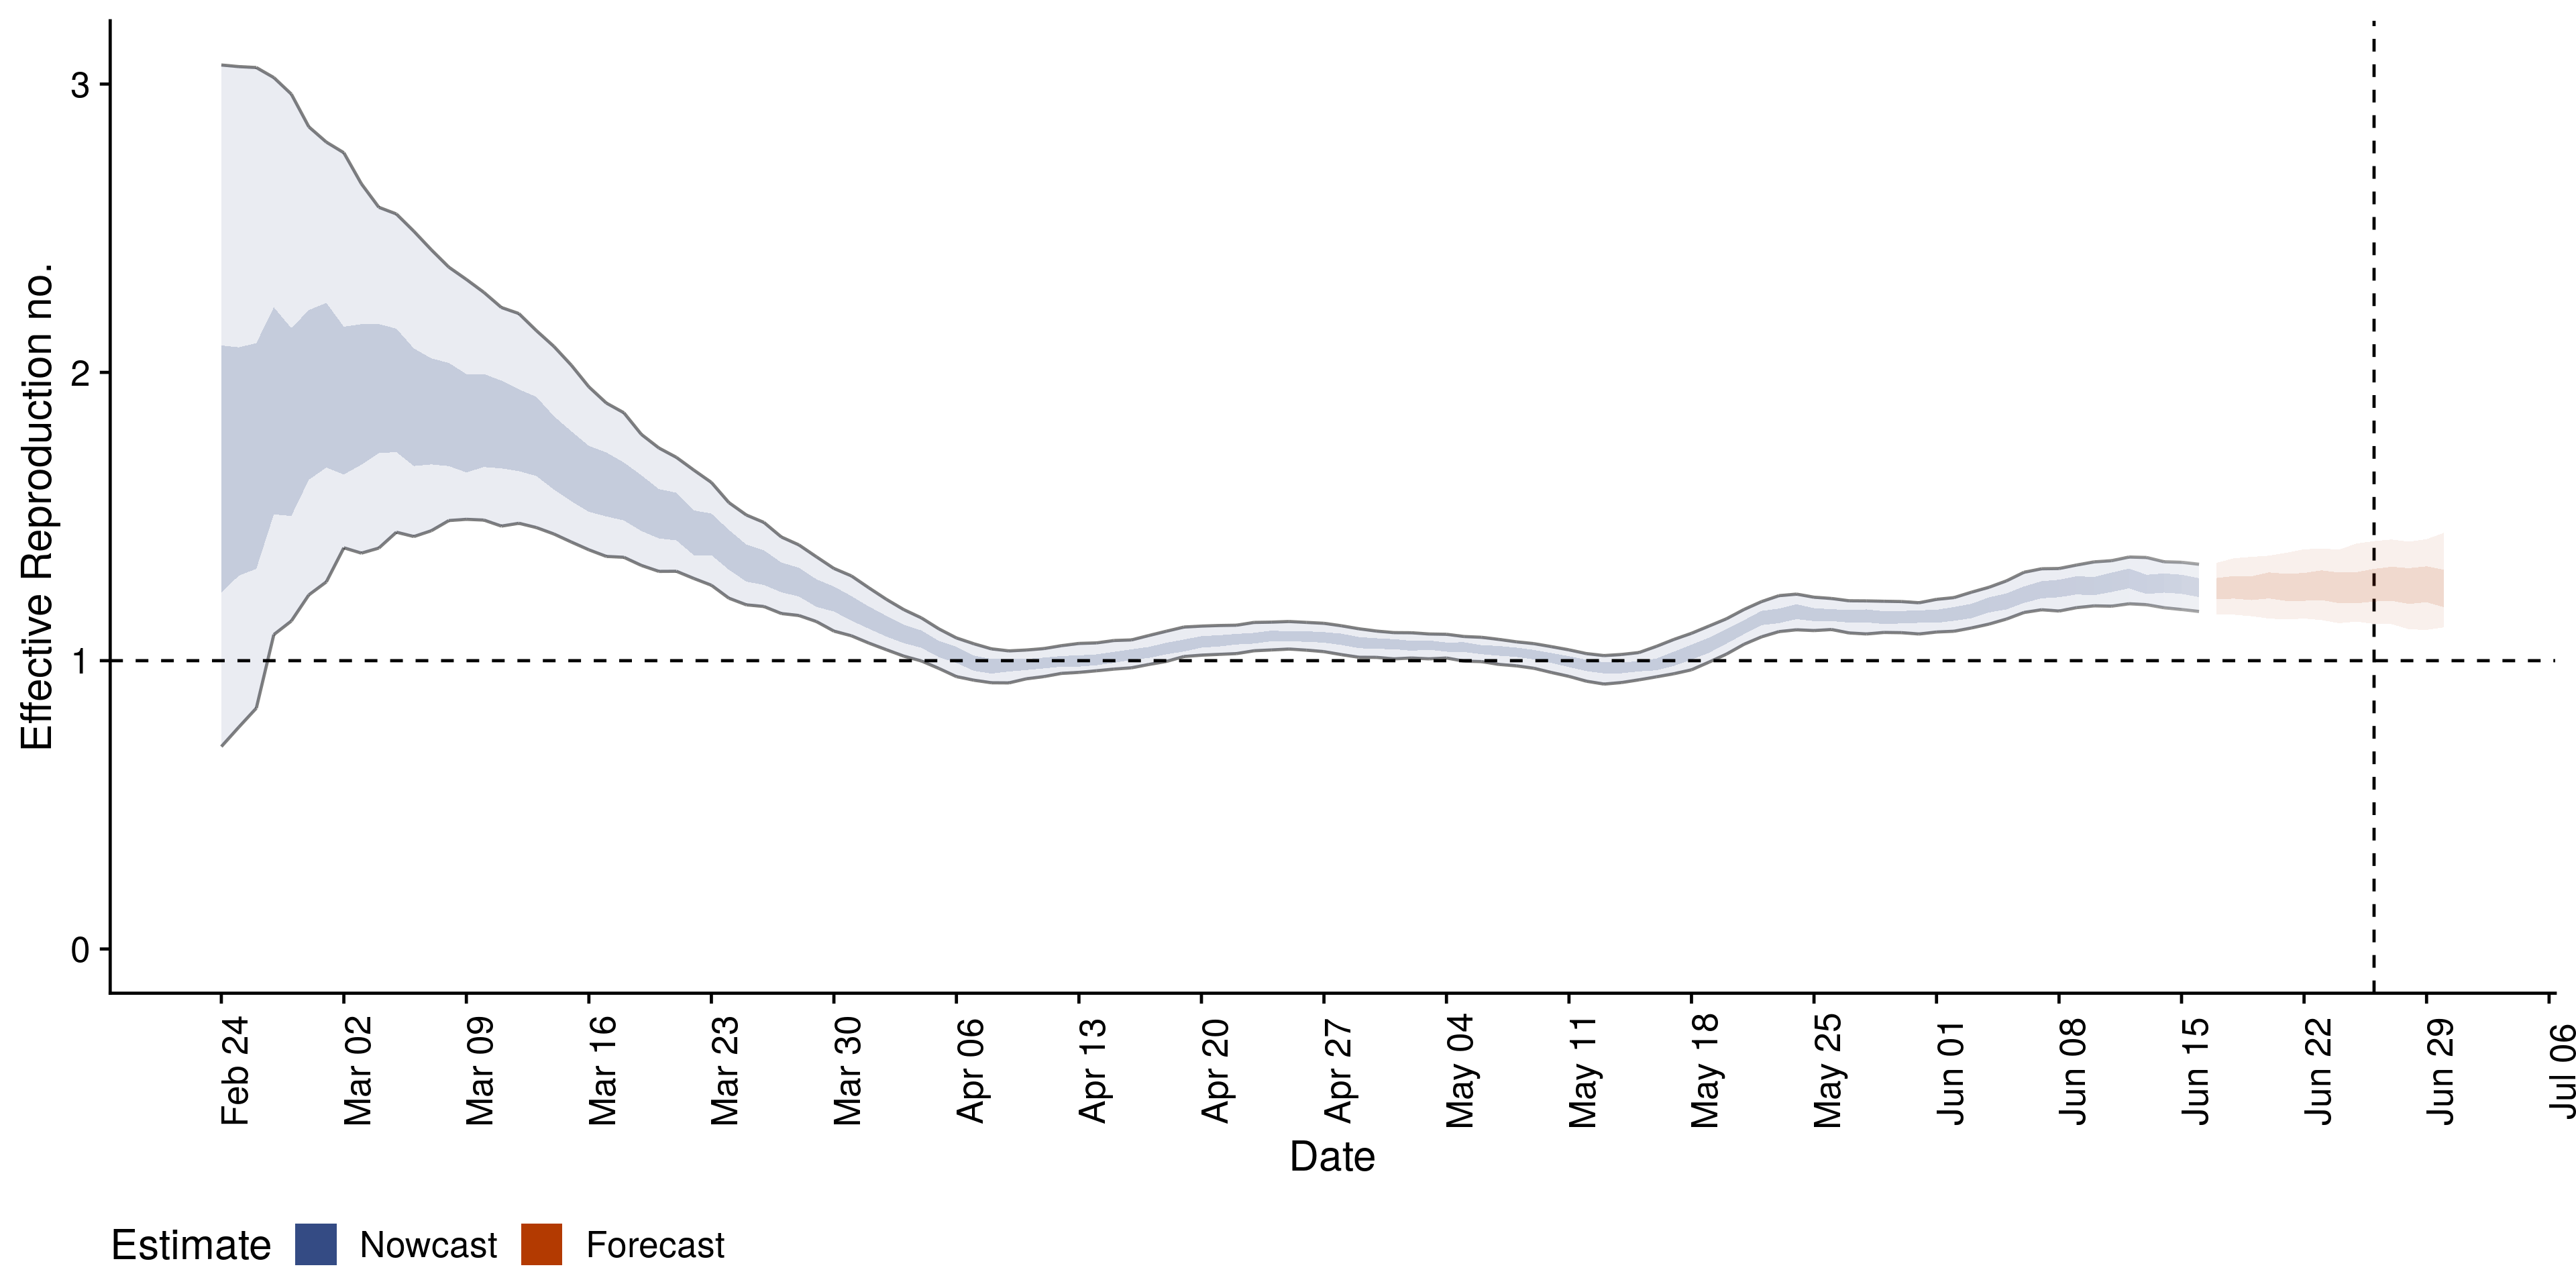 Effective Reproduction no.
3
2
1
0
Feb 24
Mar 02
Mar 09
Mar 16
Mar 23
Mar 30
Apr 06
Apr 13
Apr 20
Apr 27
May 04
May 11
May 18
May 25
Jun 01
Jun 08
Jun 15
Jun 22
Jun 29
Jul 06
Date
Estimate Nowcast Forecast